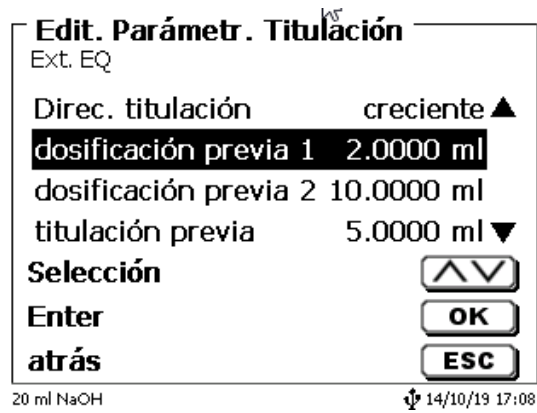 Edit. Parámetr. Titulación
Ext. EQ
Direc. titulación creciente ▲
dosificación previa 1 2.0000 ml
dosificación previa 2 10.0000 ml
titulación previa 5.0000 ml ▼
Selección
Enter OK
atrás ESC
20 ml NaOH 14/10/19 17:08